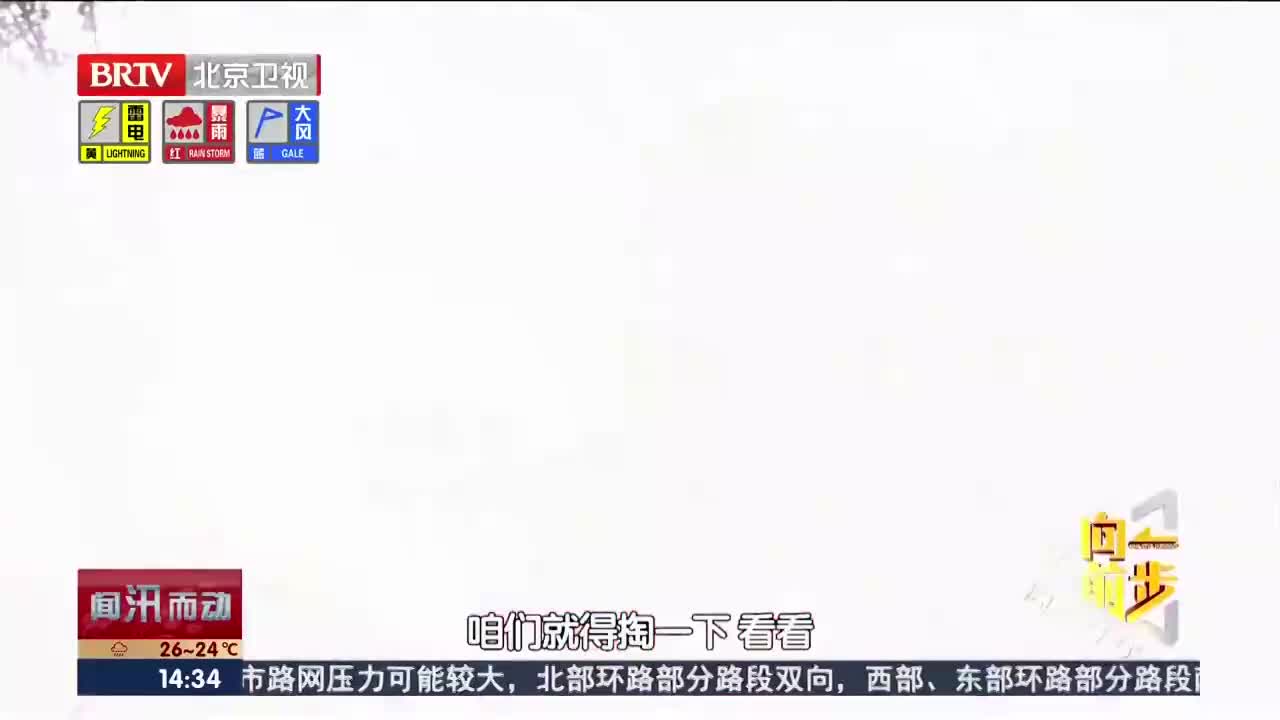 BRTV 北京卫视
雷电
黄 LIGHTNING
暴雨
红 RAIN STORM
大风
蓝 GALE
向前一步
闻汛而动
咱们就得掏一下 看看
26~24℃
14:34
市路网压力可能较大，北部环路部分路段双向，西部、东部环路部分路段